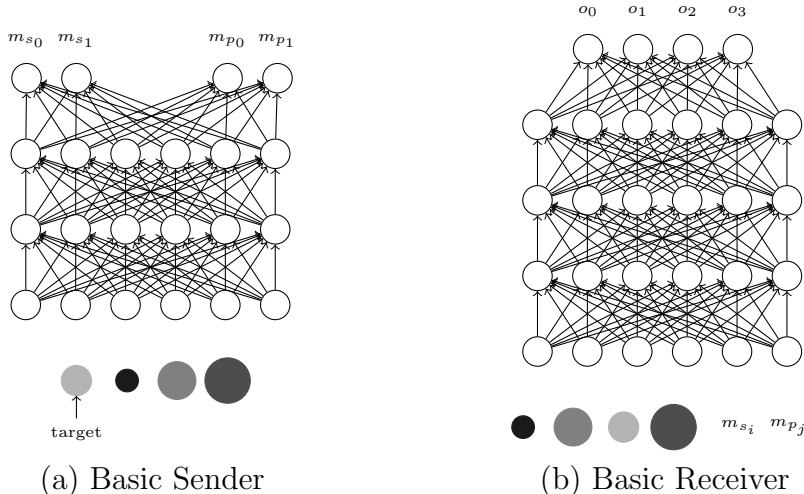 m_{s_0} m_{s_1} m_{p_0} m_{p_1}
target
(a) Basic Sender
o_0 o_1 o_2 o_3
m_{s_i} m_{p_j}
(b) Basic Receiver